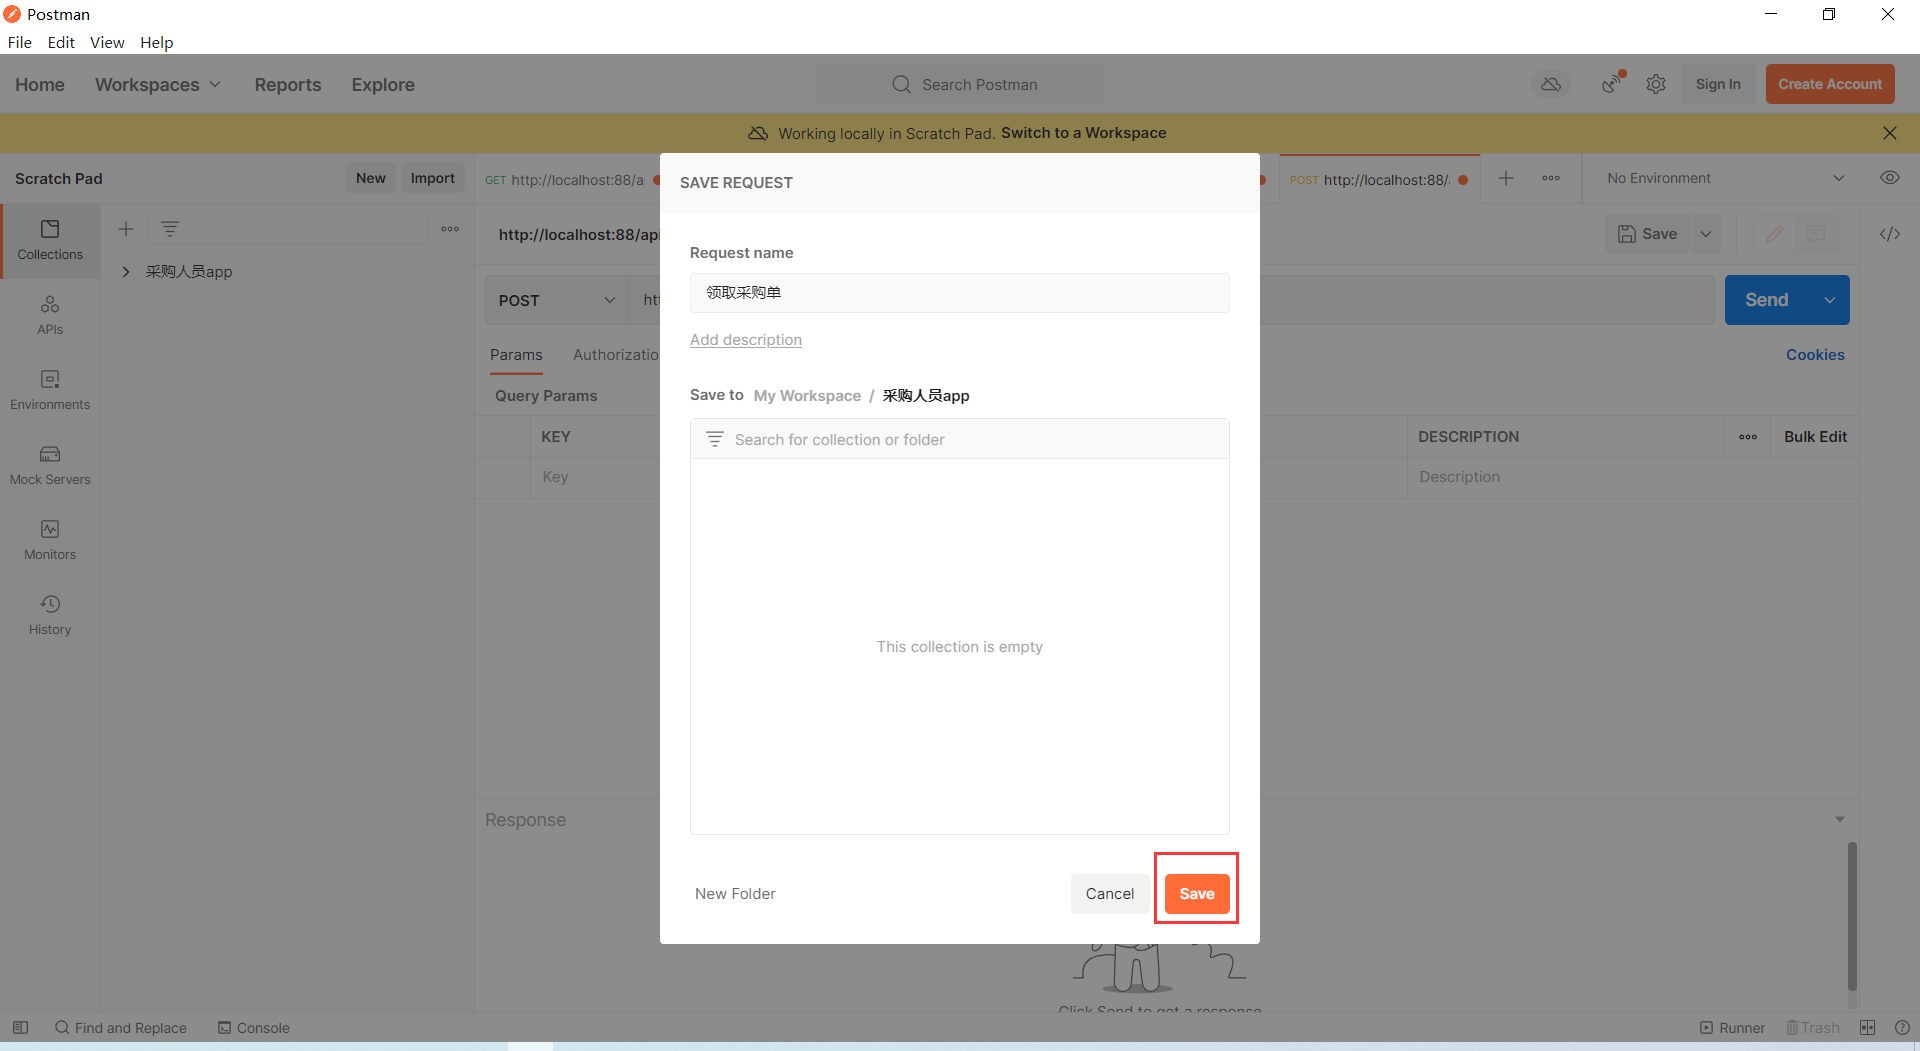 Postman
File Edit View Help
Home Workspaces Reports Explore Search Postman Sign In Create Account
Working locally in Scratch Pad. Switch to a Workspace
Scratch Pad New Import GET http://localhost:88/a POST http://localhost:88/ No Environment
SAVE REQUEST
Collections
http://localhost:88/api
Save
采购人员app
Request name
POST
领取采购单
Send
APIs
Add description
Params Authorizatio Cookies
Environments
Query Params
Save to My Workspace / 采购人员app
KEY DESCRIPTION Bulk Edit
Search for collection or folder
Key Description
Mock Servers
Monitors
History
This collection is empty
Response
New Folder Cancel Save
Click Send to get a response
Find and Replace Console Runner Trash